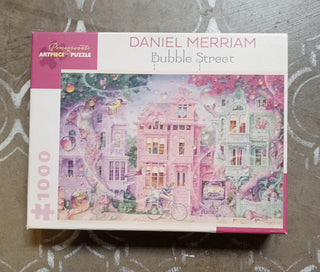 Pomegranate
ARTPIECE PUZZLE
DANIEL MERRIAM
Bubble Street
1000